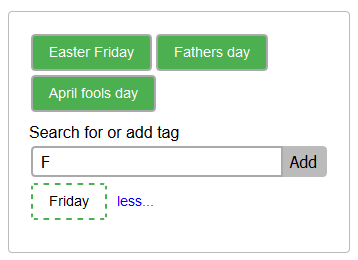 Easter Friday Fathers day
April fools day
Search for or add tag
F Add
Friday less...